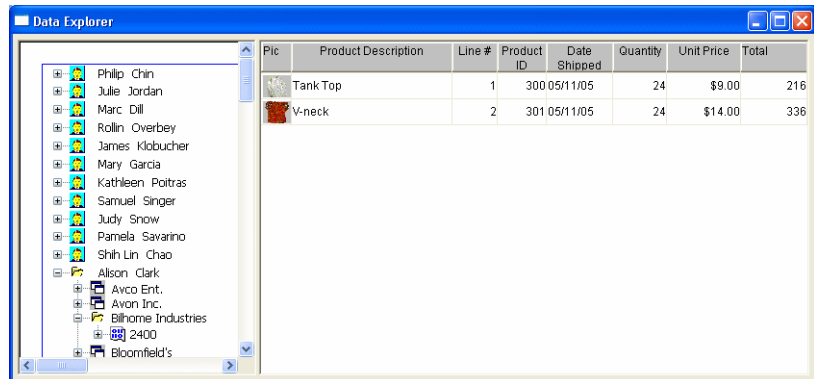 Data Explorer
Philip Chin
Julie Jordan
Marc Dill
Rollin Overbey
James Klobucher
Mary Garcia
Kathleen Poitras
Samuel Singer
Judy Snow
Pamela Savarino
Shih Lin Chao
Alison Clark
Avco Ent.
Avon Inc.
Bilhome Industries
2400
Bloomfield's
Pic Product Description Line # Product ID Date Shipped Quantity Unit Price Total
Tank Top 1 300 05/11/05 24 $9.00 216
V-neck 2 301 05/11/05 24 $14.00 336